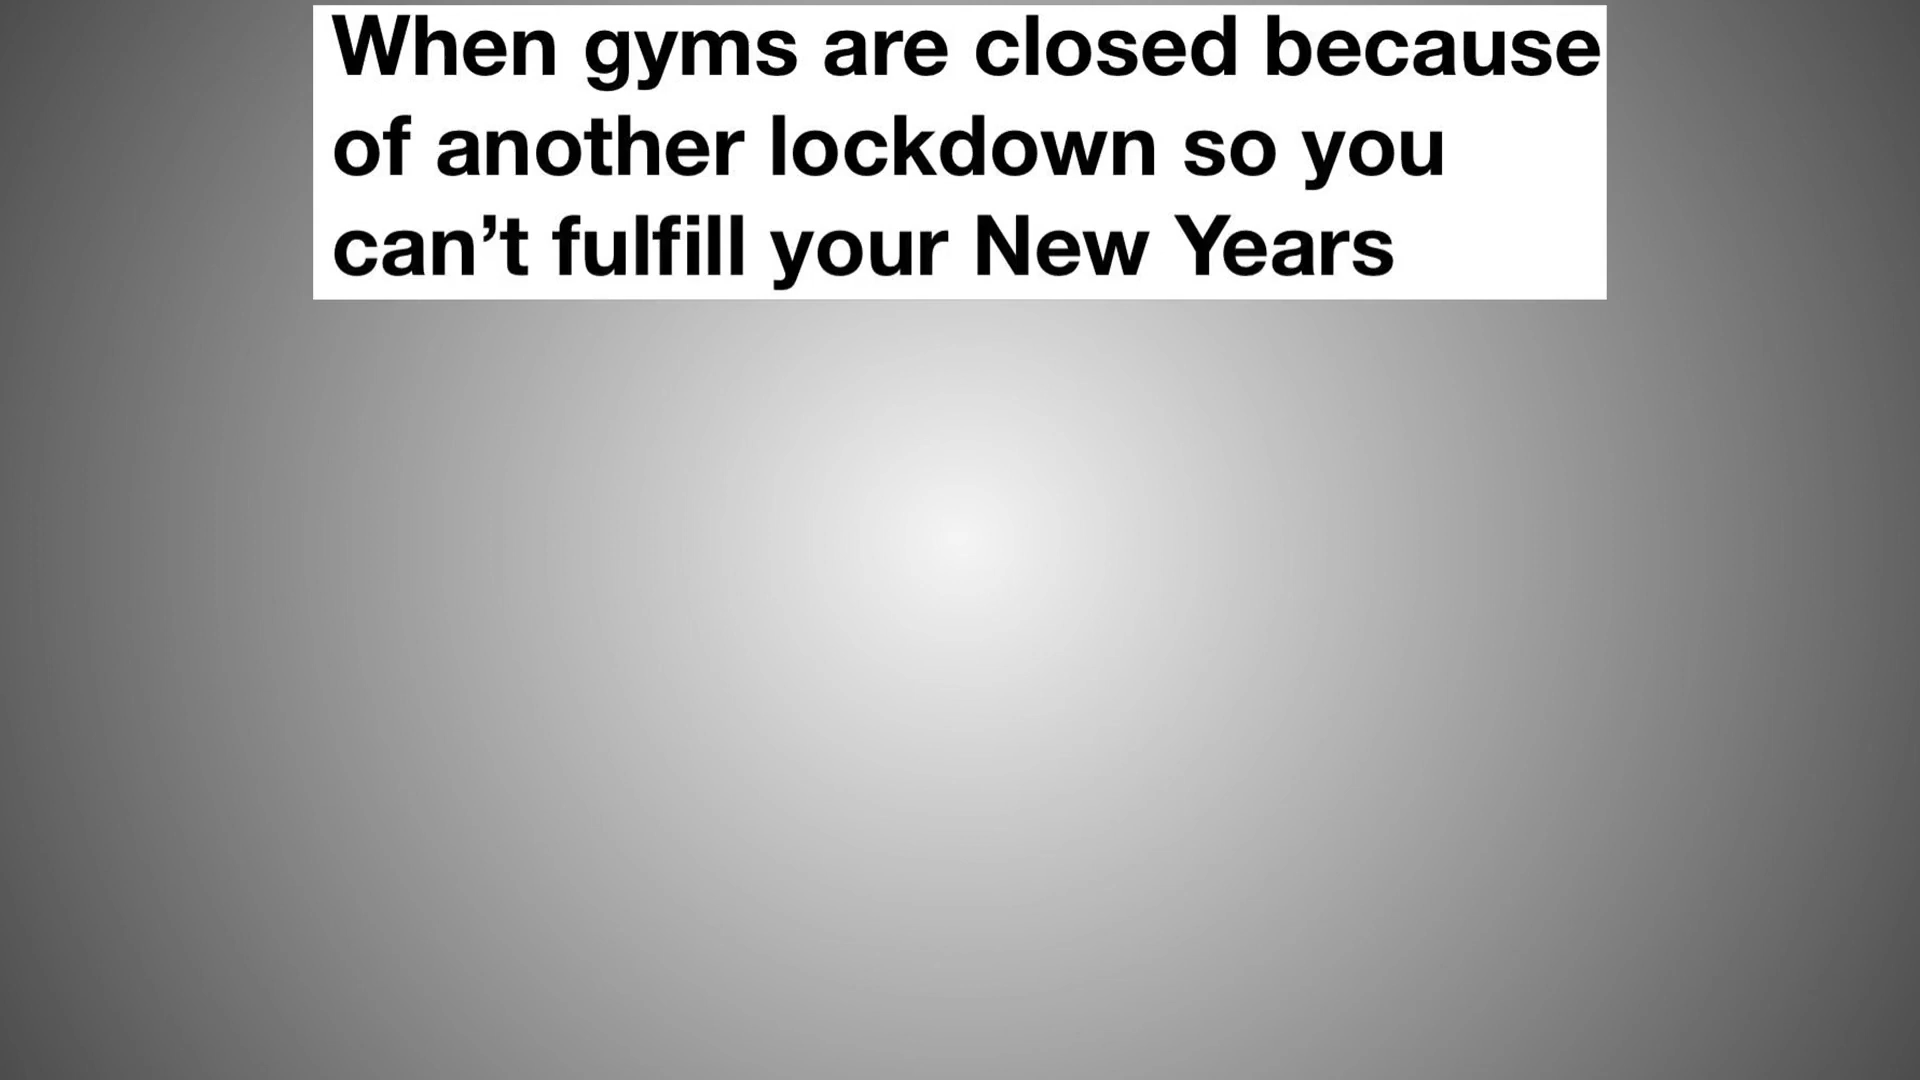 When gyms are closed because
of another lockdown so you
can’t fulfill your New Years